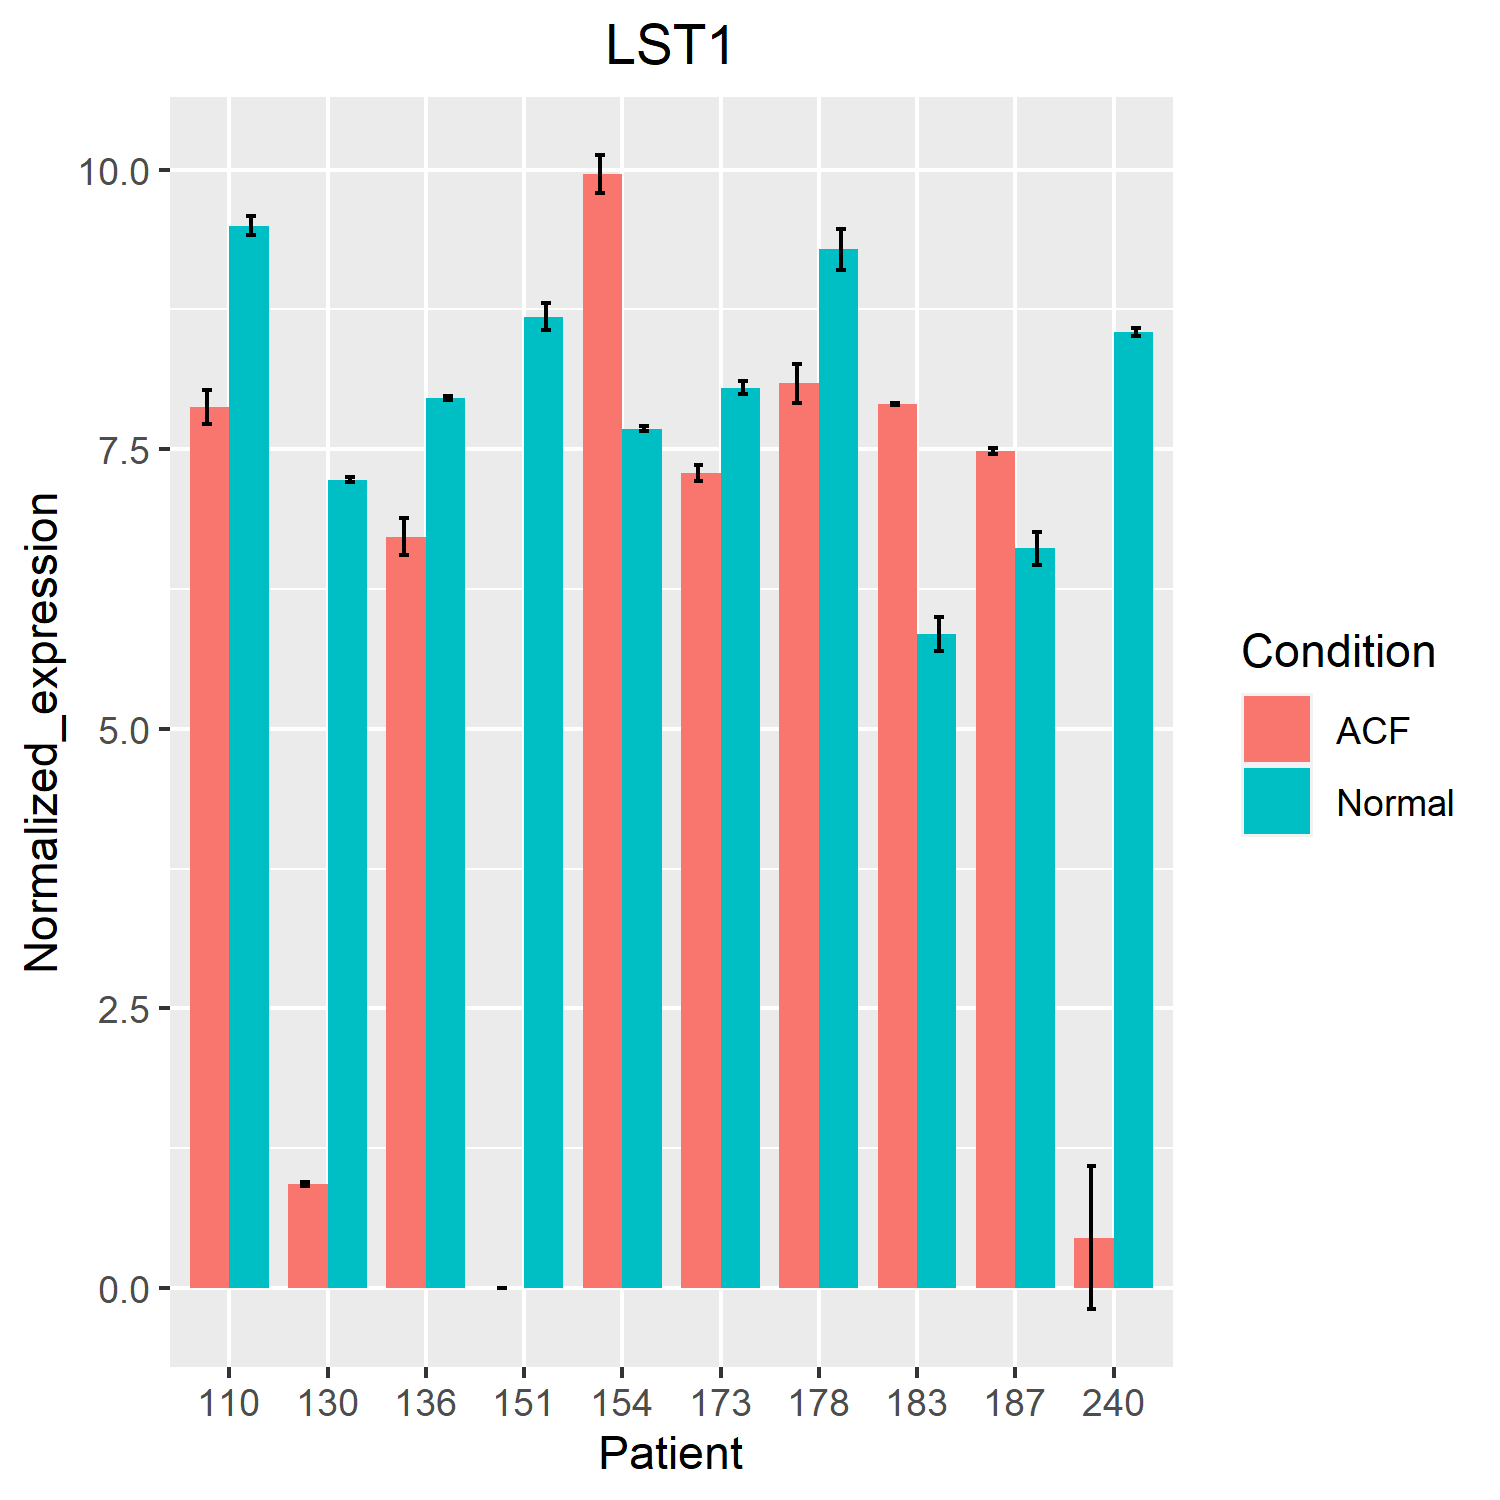 LST1
Normalized_expression
10.0
7.5
5.0
2.5
0.0
110 130 136 151 154 173 178 183 187 240
Patient
Condition
ACF
Normal